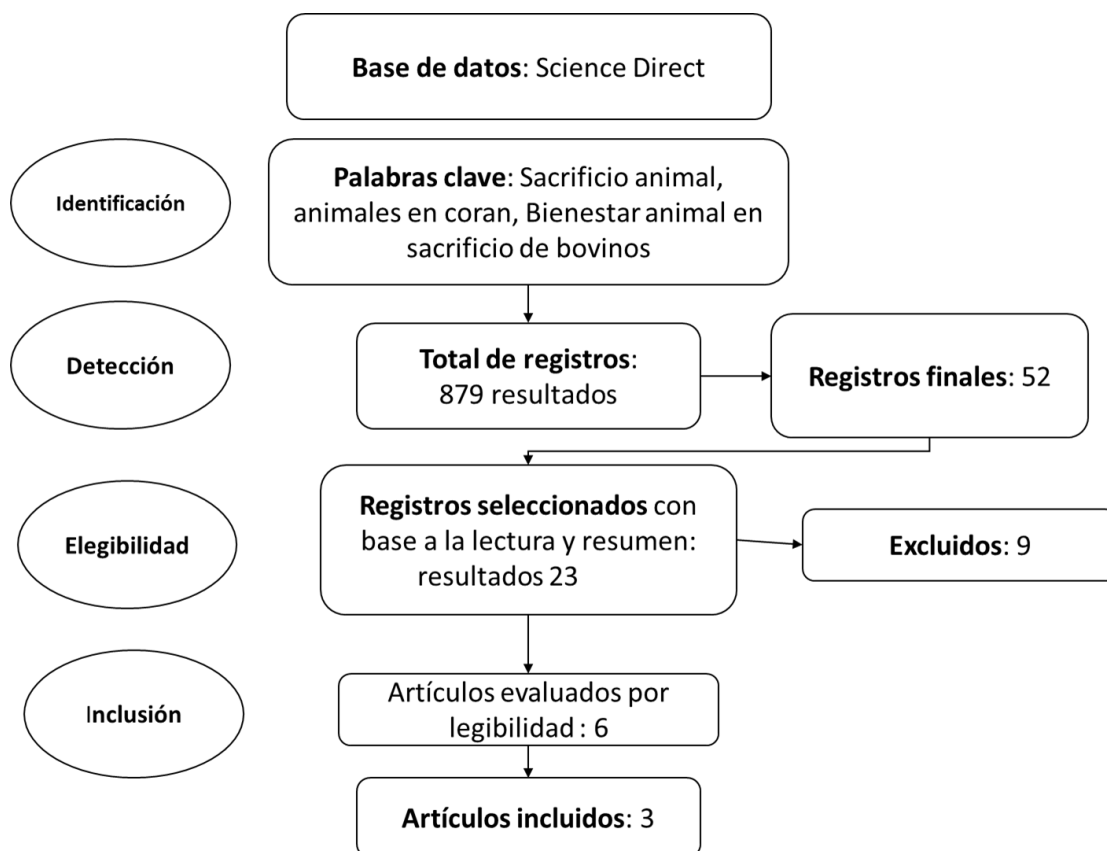 Base de datos: Science Direct
Identificación
Palabras clave: Sacrificio animal,
animales en coran, Bienestar animal en
sacrificio de bovinos
Detección
Total de registros:
879 resultados
Registros finales: 52
Elegibilidad
Registros seleccionados con
base a la lectura y resumen:
resultados 23
Excluidos: 9
Inclusión
Artículos evaluados por
legibilidad : 6
Artículos incluidos: 3